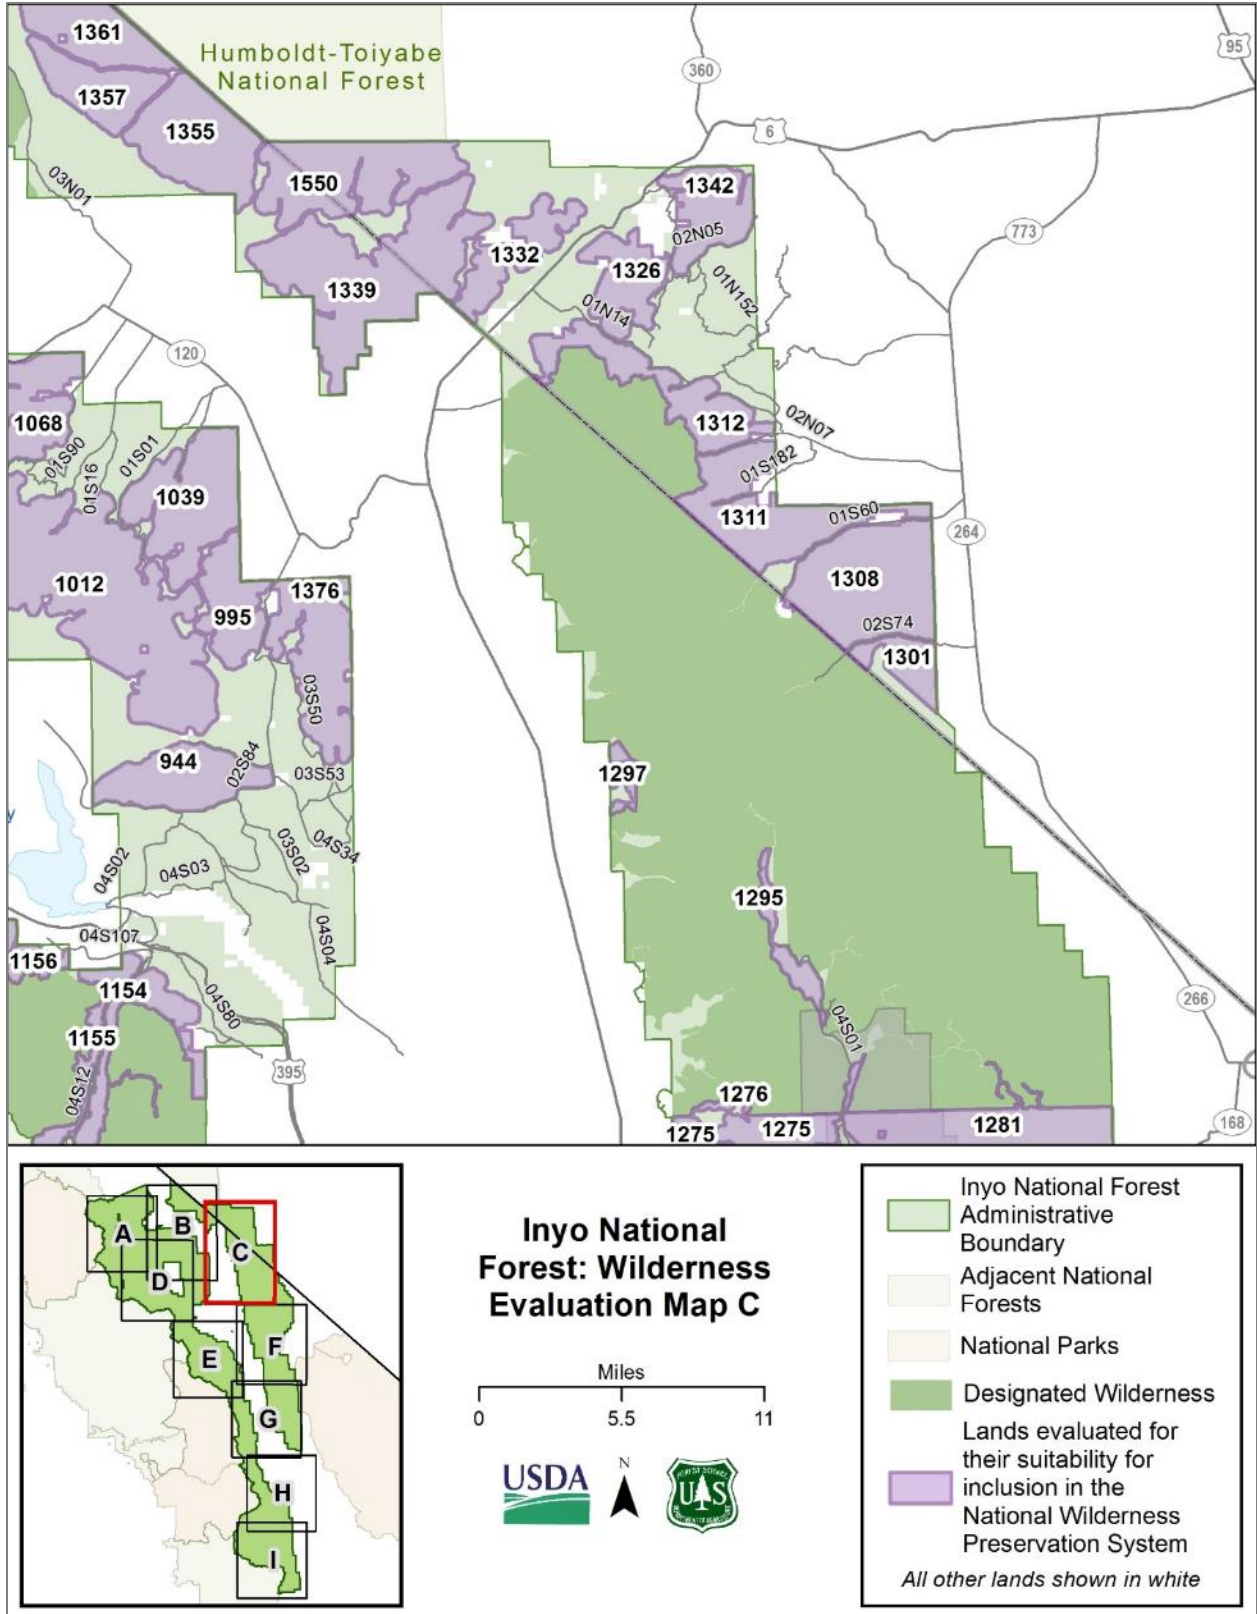 1361
Humboldt-Toiyabe
National Forest
95
360
1357
6
1355
03N01
1550
1342
773
02N05
1332
1326
01N152
1339
01N14
120
1068
1312
02N07
01S90
01S16
01S01
01S182
1039
1311
01S60
264
1012
1376
1308
995
02S74
1301
03S50
944
02S84
03S53
1297
y
04S34
03S02
04S02
04S03
1295
04S107
04S04
1156
1154
04S80
266
1155
04S01
395
04S12
1276
168
1275
1275
1281
A
B
C
D
E
F
G
H
I
Inyo National
Forest: Wilderness
Evaluation Map C
Miles
0 5.5 11
USDA
N
FOREST SERVICE
U S
DEPARTMENT OF AGRICULTURE
Inyo National Forest
Administrative
Boundary
Adjacent National
Forests
National Parks
Designated Wilderness
Lands evaluated for
their suitability for
inclusion in the
National Wilderness
Preservation System
All other lands shown in white